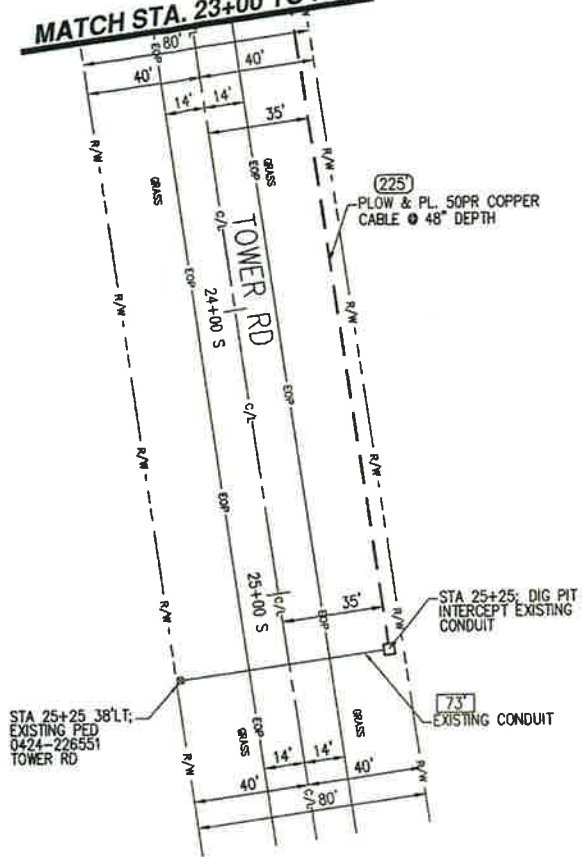 MATCH STA. 23+00 TO
80'
40'
40'
14'
14'
35'
R/W
EOP
C/L
EOP
R/W
GRASS
GRASS
225'
PLOW & PL. 50PR COPPER
CABLE @ 48" DEPTH
TOWER RD
C/L
R/W
EOP
24+00 S
R/W
EOP
C/L
R/W
R/W
EOP
25+00 S
C/L
35'
R/W
EOP
R/W
STA 25+25; DIG PIT
INTERCEPT EXISTING
CONDUIT
73'
EXISTING CONDUIT
STA 25+25 38'LT;
EXISTING PED
0424-226551
TOWER RD
EOP
GRASS
GRASS
R/W
14'
14'
R/W
40'
40'
C/L
80'